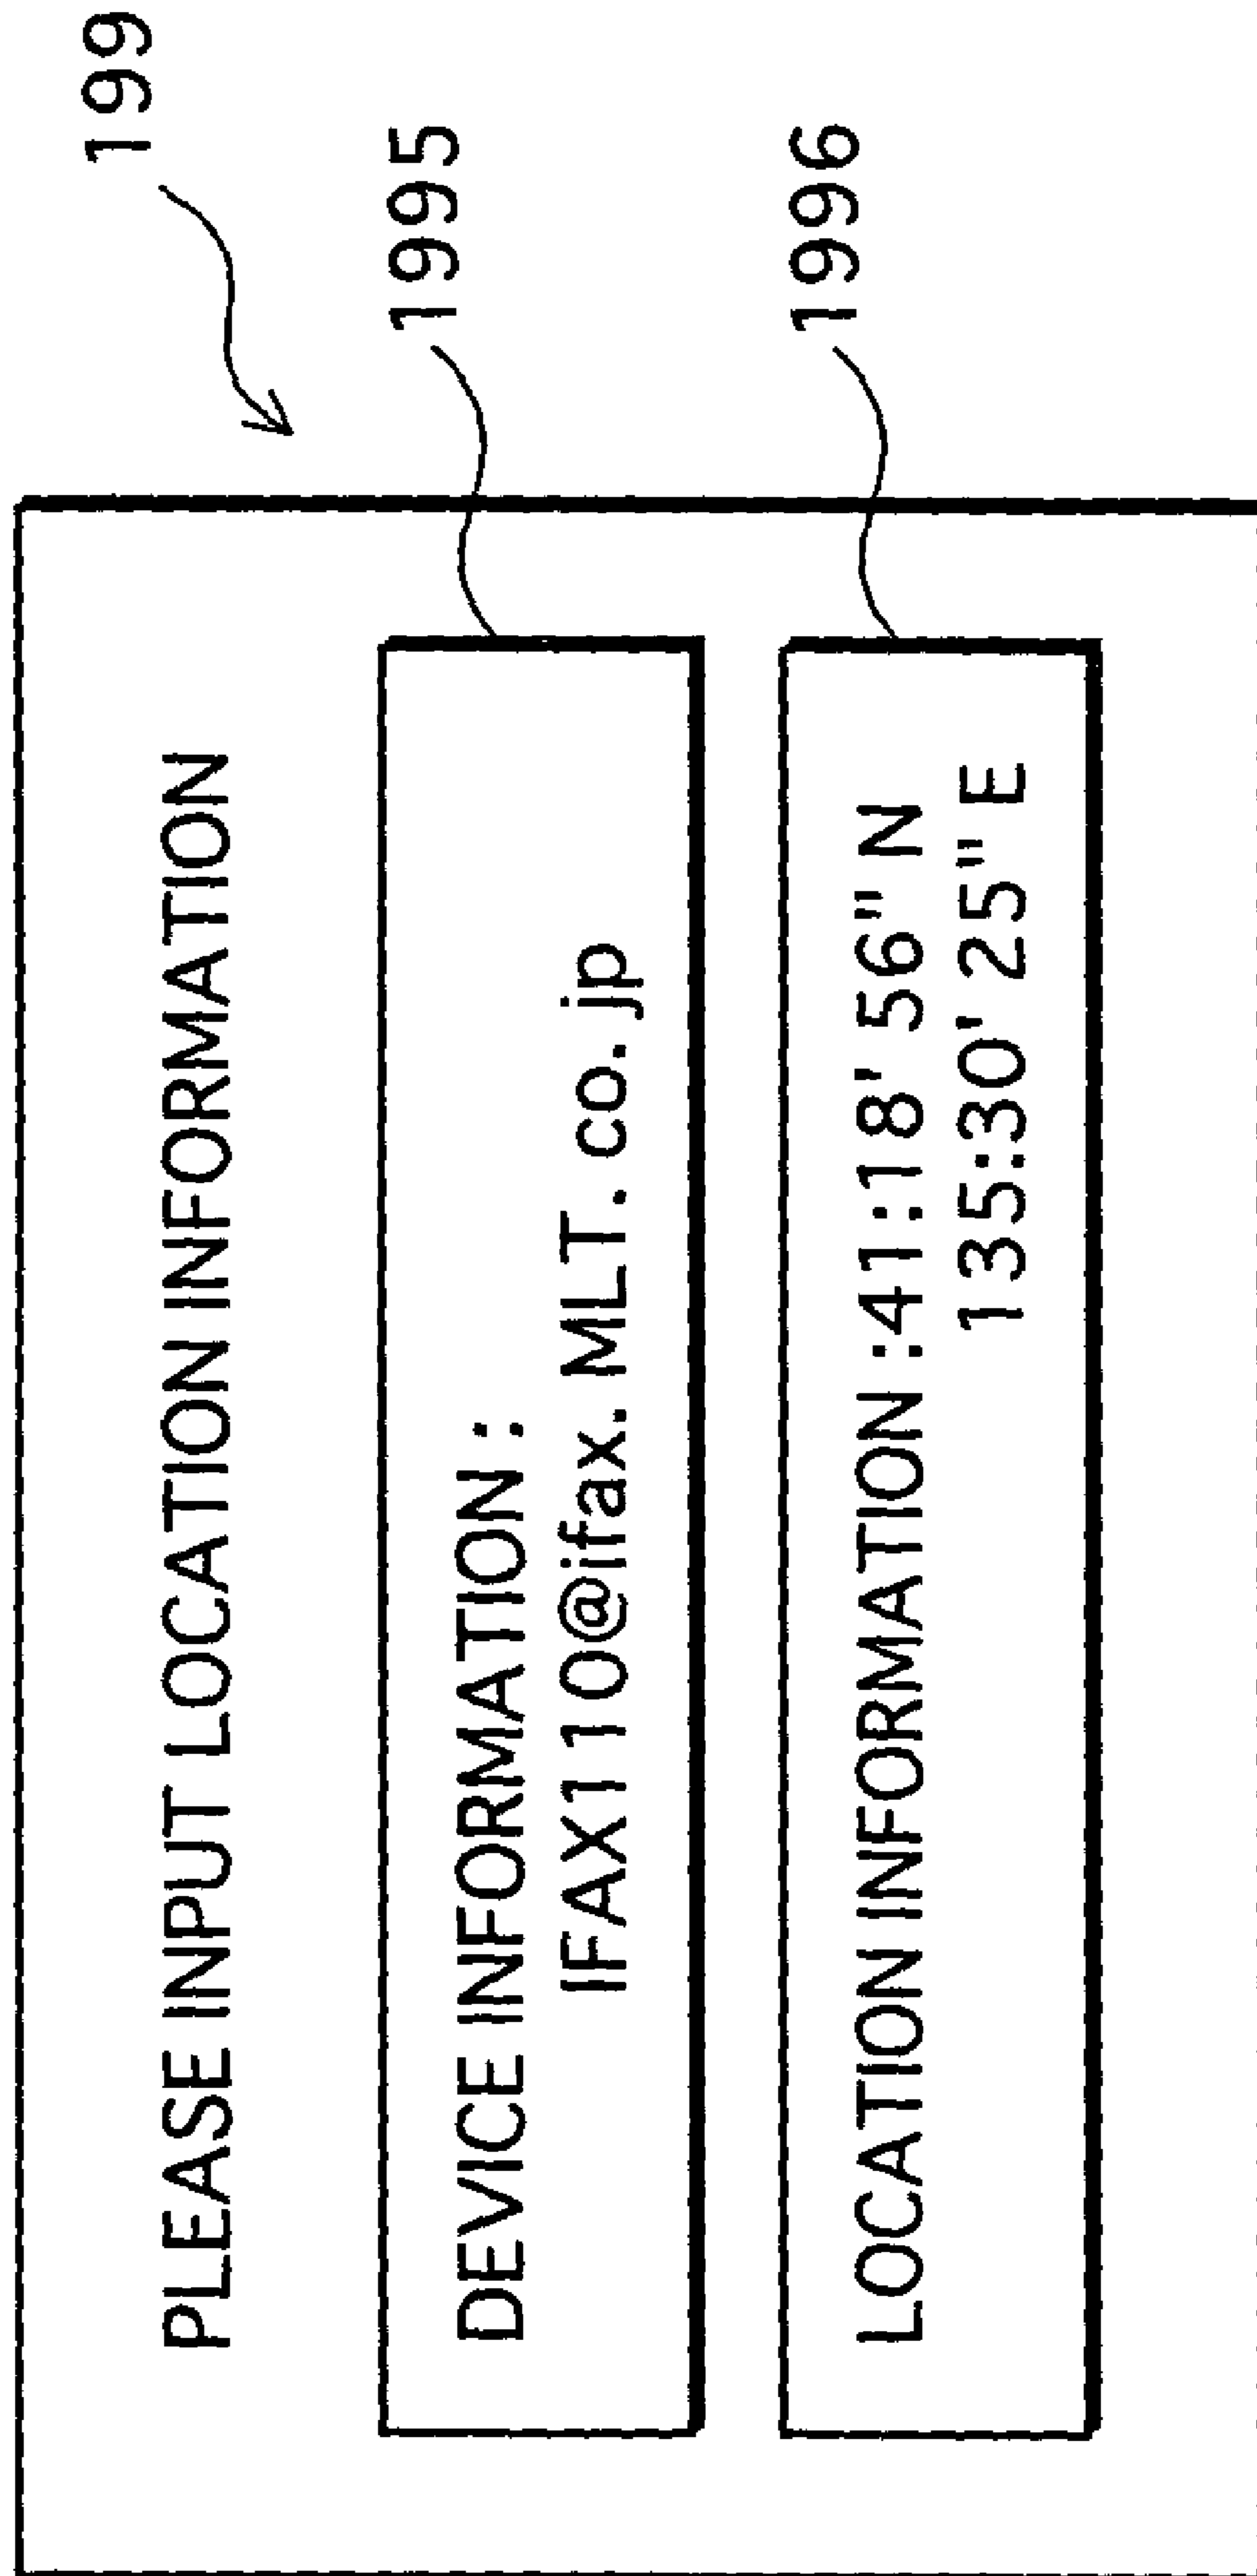 199
PLEASE INPUT LOCATION INFORMATION
1995
DEVICE INFORMATION :
IFAX110@ifax. MLT. co. jp
1996
LOCATION INFORMATION :41:18' 56" N
135:30' 25" E